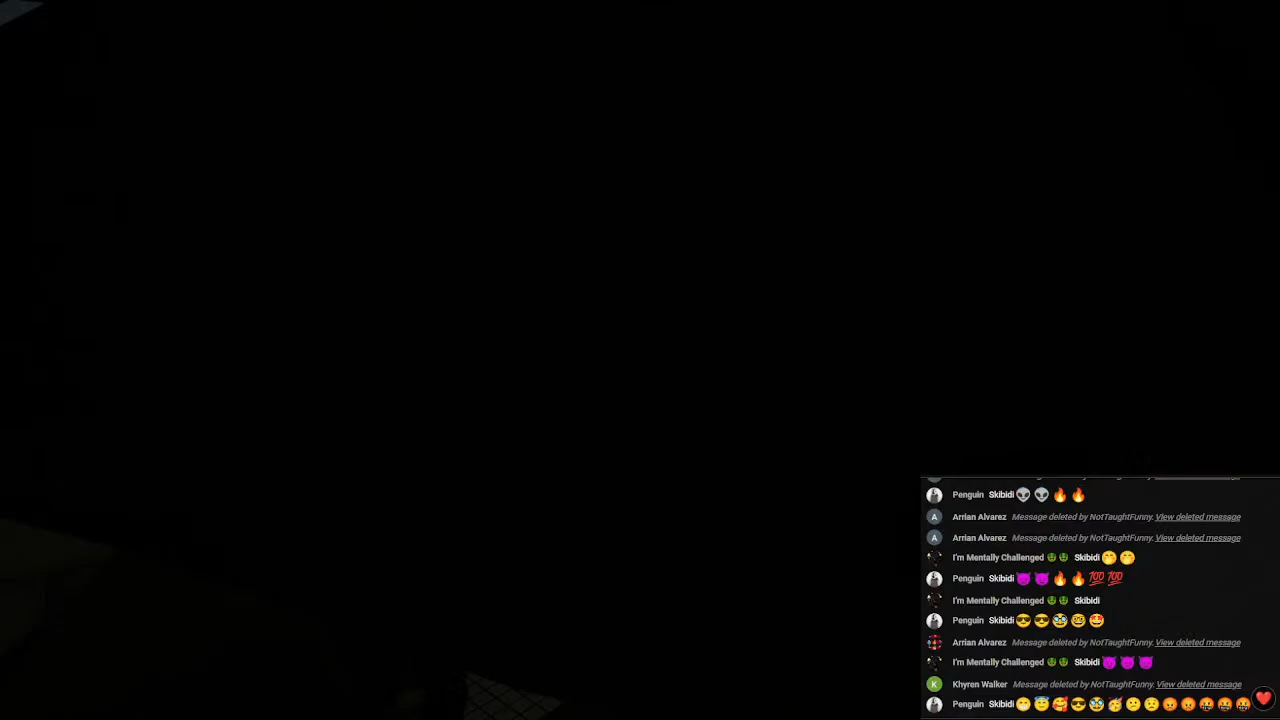 Penguin Skibidi👽👽🔥🔥
A Arrian Alvarez Message deleted by NotTaughtFunny. View deleted message
A Arrian Alvarez Message deleted by NotTaughtFunny. View deleted message
I'm Mentally Challenged Skibidi🤭🤭
Penguin Skibidi😈😈🔥🔥💯💯
I'm Mentally Challenged Skibidi
Penguin Skibidi😎😎🥸🤓🤩
Arrian Alvarez Message deleted by NotTaughtFunny. View deleted message
I'm Mentally Challenged Skibidi😈😈😈
K Khyren Walker Message deleted by NotTaughtFunny. View deleted message
Penguin Skibidi😁😇🥰😎🥸🥳😕😟😡😡🤬🤬🤬